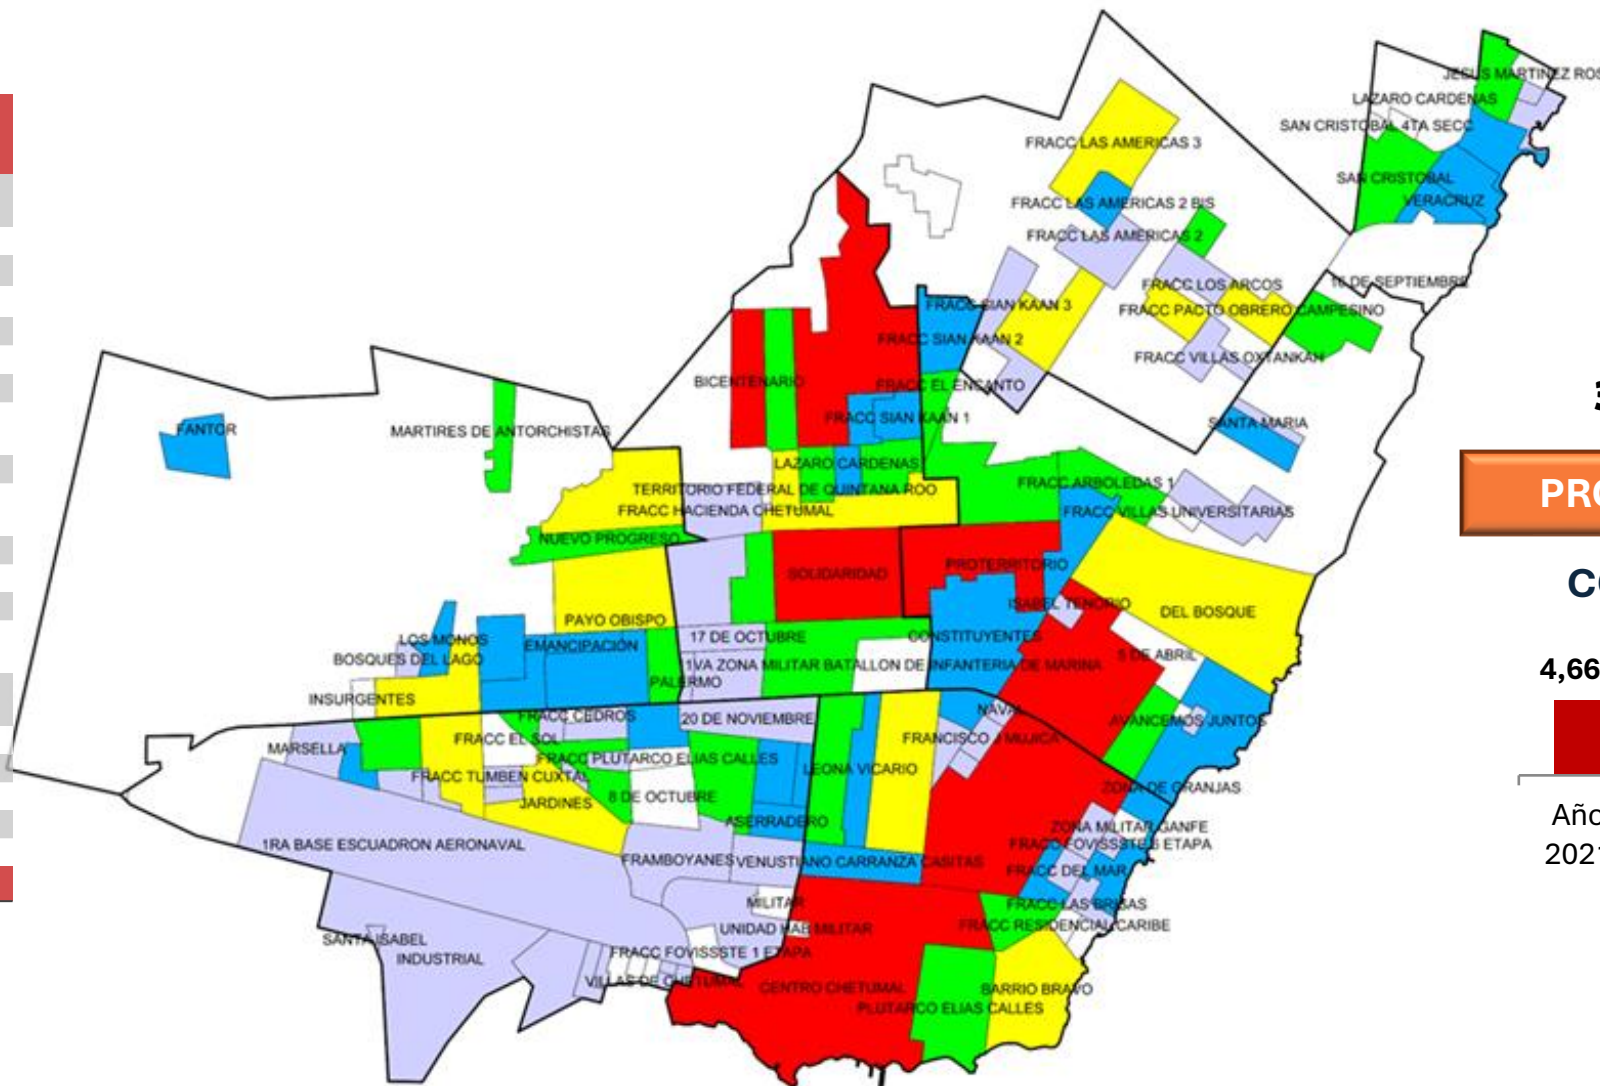 JESUS MARTINEZ ROS
LAZARO CARDENAS
SAN CRISTOBAL 4TA SECC
FRACC LAS AMERICAS 3
SAN CRISTOBAL
VERACRUZ
FRACC LAS AMERICAS 2 BIS
FRACC LAS AMERICAS 2
16 DE SEPTIEMBRE
FRACC LOS ARCOS
FRACC SIAN KAAN 3
FRACC PACTO OBRERO CAMPESINO
FRACC SIAN KAAN 2
FRACC VILLAS OXTANKAH
BICENTENARIO
FRACC EL ENCANTO
FRACC SIAN KAAN 1
SANTA MARIA
FANTOR
MARTIRES DE ANTORCHISTAS
LAZARO CARDENAS
FRACC ARBOLEDAS 1
TERRITORIO FEDERAL DE QUINTANA ROO
FRACC HACIENDA CHETUMAL
FRACC VILLAS UNIVERSITARIAS
PRO
NUEVO PROGRESO
SOLIDARIDAD
PROTERRITORIO
CO
ISABEL TENORIO
DEL BOSQUE
PAYO OBISPO
LOS MONOS
EMANCIPACIÓN
17 DE OCTUBRE
CONSTITUYENTES
BOSQUES DEL LAGO
1VA ZONA MILITAR BATALLON DE INFANTERIA DE MARINA
5 DE ABRIL
4,66
PALERMO
INSURGENTES
FRACC CEDROS
20 DE NOVIEMBRE
NAVAL
AVANCEMOS JUNTOS
MARSELLA
FRACC EL SOL
FRANCISCO J MUJICA
FRACC PLUTARCO ELIAS CALLES
LEONA VICARIO
FRACC TUMBEN CUXTAL
ZONA DE GRANJAS
8 DE OCTUBRE
JARDINES
Año
2021
ASERRADERO
ZONA MILITAR GANFE
1RA BASE ESCUADRON AERONAVAL
FRACC FOVISSSTE 5 ETAPA
FRAMBOYANES
VENUSTIANO CARRANZA CASITAS
FRACC DEL MAR
MILITAR
FRACC LAS BRISAS
UNIDAD HAB MILITAR
FRACC RESIDENCIAL CARIBE
SANTA ISABEL
INDUSTRIAL
FRACC FOVISSSTE 1 ETAPA
VILLAS DE CHETUMAL
CENTRO CHETUMAL
BARRIO BRAVO
PLUTARCO ELIAS CALLES